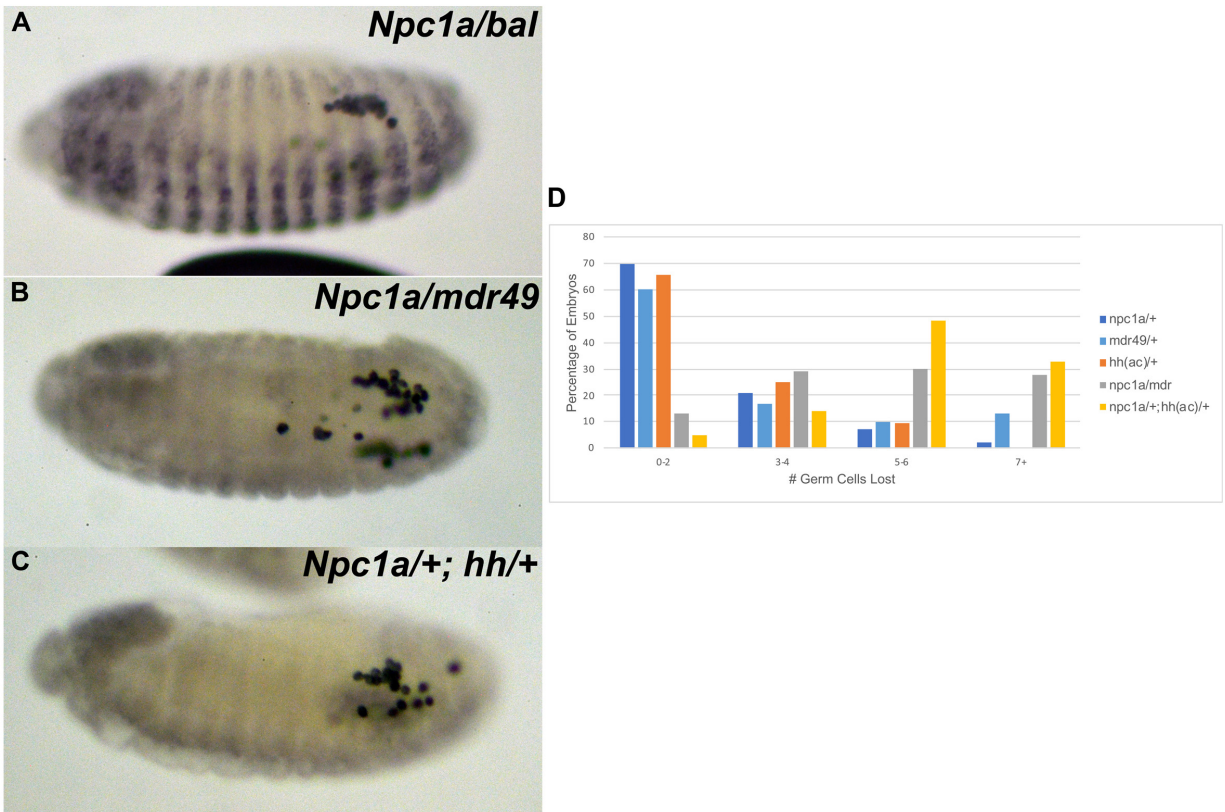 A
Npc1a/bal
B
Npc1a/mdr49
C
Npc1a/+; hh/+
D
80
70
60
50
40
30
20
10
0
Percentage of Embryos
0-2
3-4
5-6
7+
# Germ Cells Lost
npc1a/+
mdr49/+
hh(ac)/+
npc1a/mdr
npc1a/+;hh(ac)/+